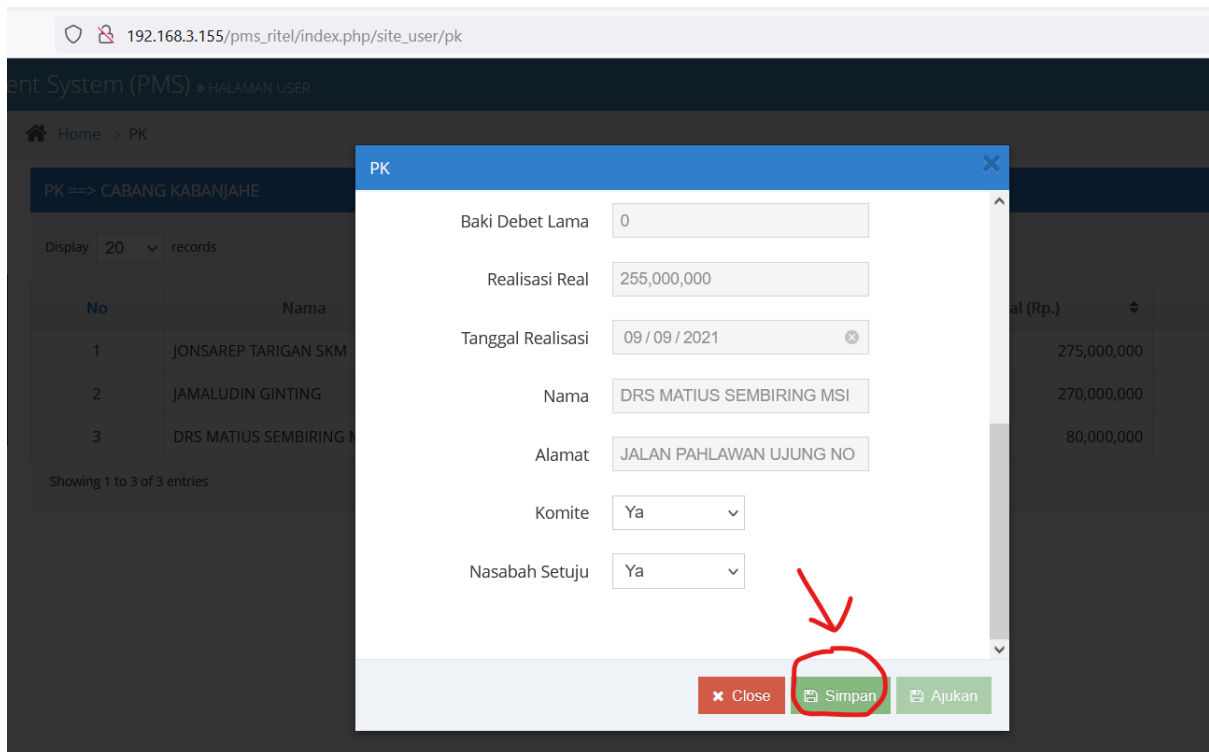 192.168.3.155/pms_ritel/index.php/site_user/pk
ent System (PMS) » HALAMAN USER
Home > PK
PK ==> CABANG KABANJAHE
Display 20 records
No Nama al (Rp.)
1 JONSAREP TARIGAN SKM 275,000,000
2 JAMALUDIN GINTING 270,000,000
3 DRS MATIUS SEMBIRING M 80,000,000
Showing 1 to 3 of 3 entries
PK
Baki Debet Lama 0
Realisasi Real 255,000,000
Tanggal Realisasi 09/09/2021
Nama DRS MATIUS SEMBIRING MSI
Alamat JALAN PAHLAWAN UJUNG NO
Komite Ya
Nasabah Setuju Ya
Close Simpan Ajukan